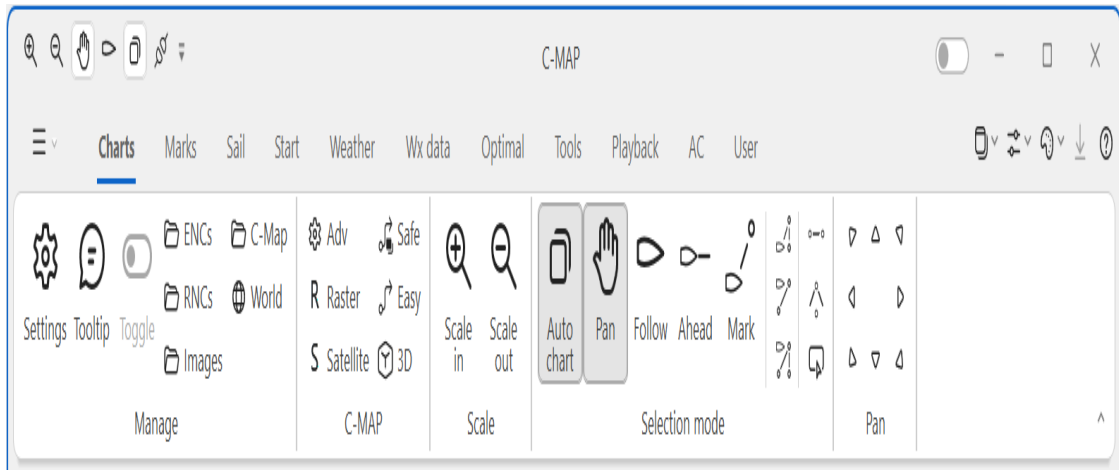 C-MAP
Charts Marks Sail Start Weather Wx data Optimal Tools Playback AC User
Settings Tooltip Toggle
ENCs C-Map
RNCs World
Images
Manage
Adv Safe
R Raster Easy
S Satellite 3D
C-MAP
Scale in
Scale out
Scale
Auto chart
Pan
Follow
Ahead
Mark
Selection mode
Pan